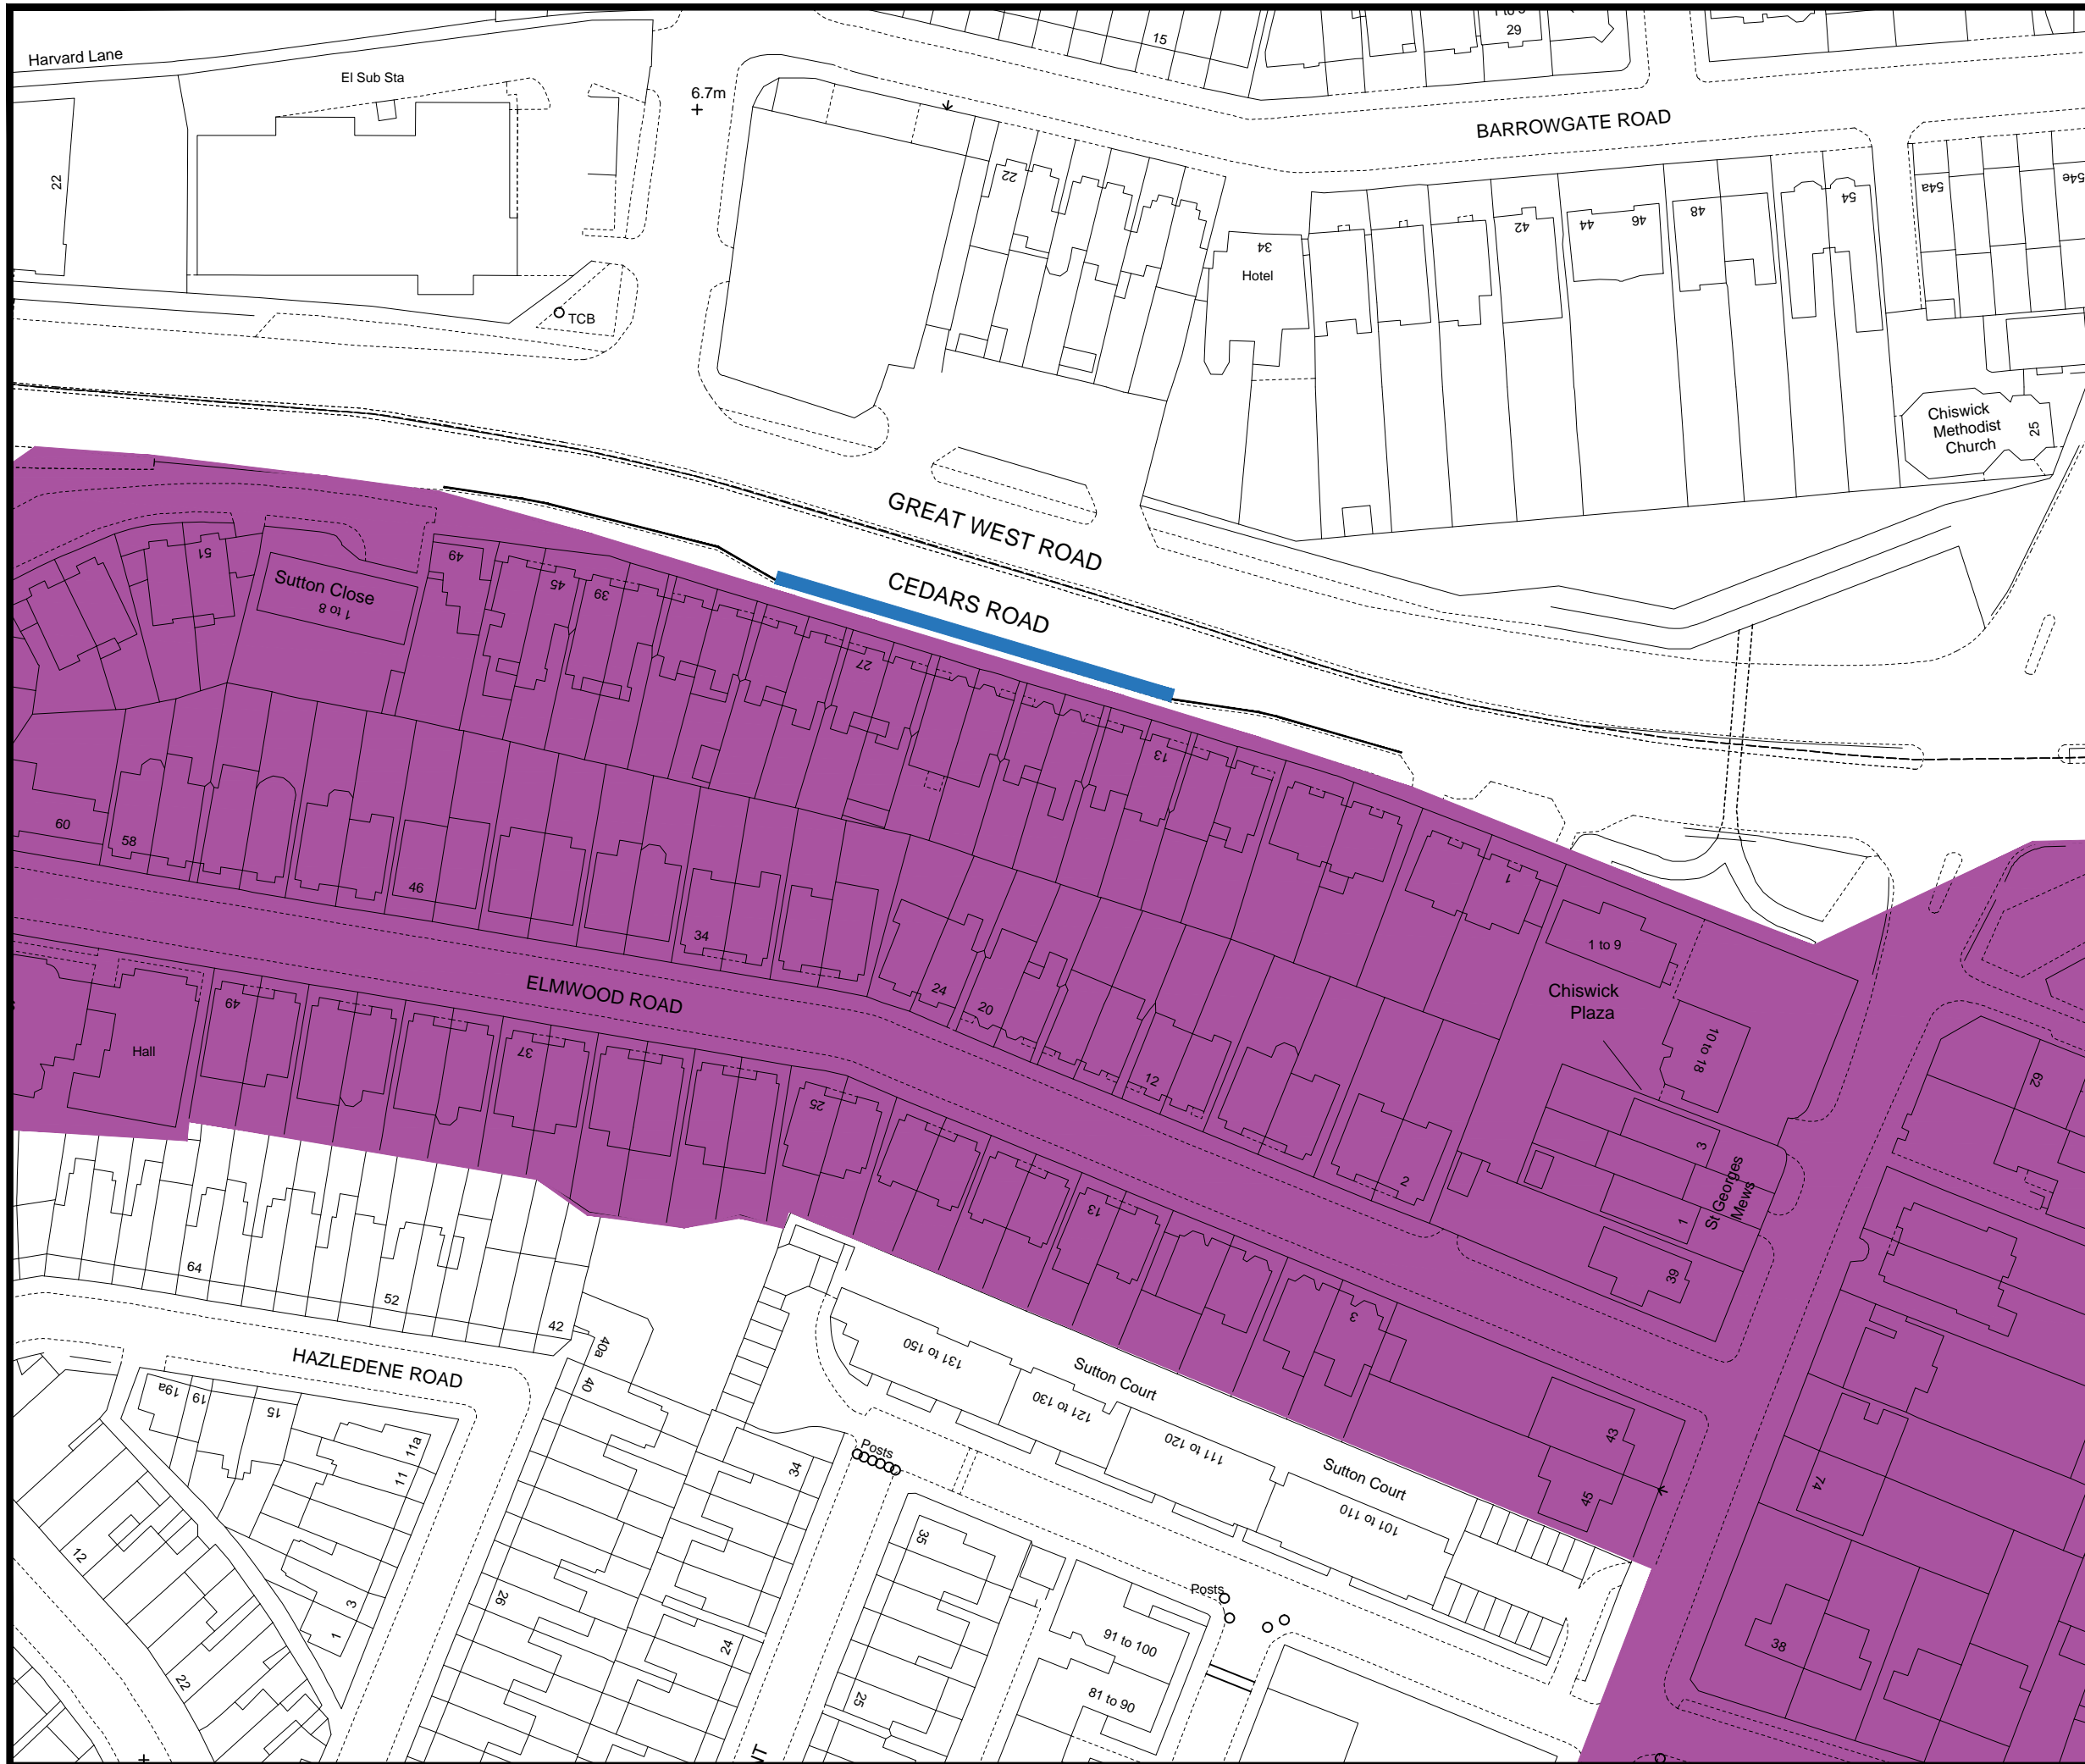 15
1 to 9
29
Harvard Lane
El Sub Sta
6.7m
BARROWGATE ROAD
22
22
34
Hotel
42
44
46
48
54
54a
54e
TCB
Chiswick
Methodist
Church
25
GREAT WEST ROAD
CEDARS ROAD
51
Sutton Close
1 to 8
49
45
39
27
13
1
60
58
46
34
24
20
12
2
1 to 9
Chiswick
Plaza
10 to 18
ELMWOOD ROAD
Hall
49
37
25
13
3
3
1
St Georges
Mews
39
62
64
52
42
40a
40
HAZLEDENE ROAD
19a
19
15
11a
11
3
1
12
22
26
34
24
Posts
131 to 150
Sutton Court
121 to 130
111 to 120
Sutton Court
101 to 110
43
45
74
38
35
25
Posts
91 to 100
81 to 90
NT